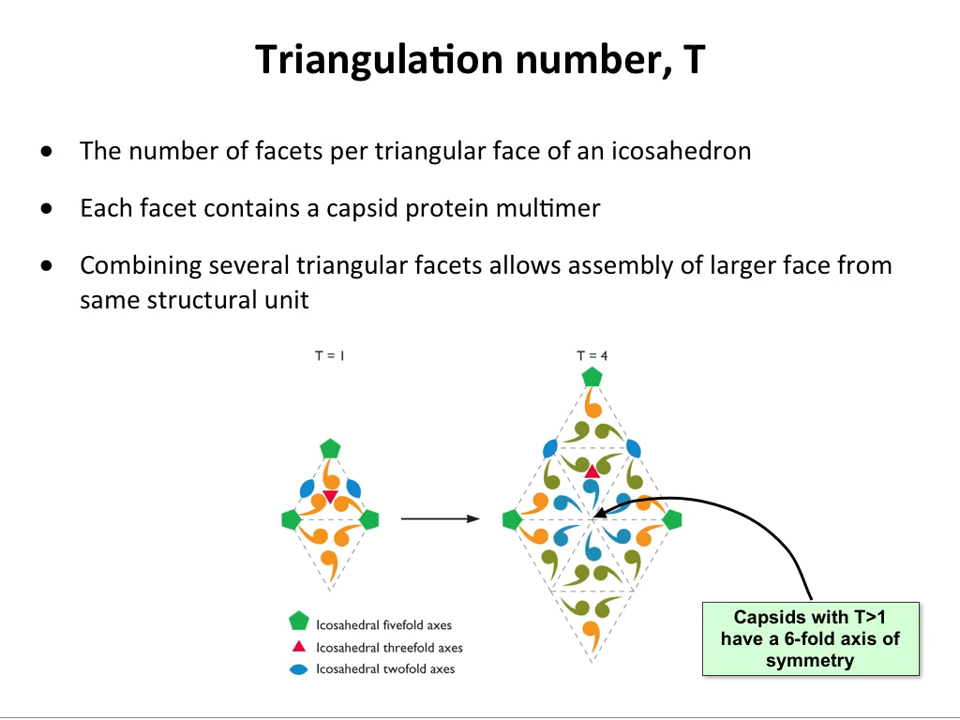 Triangulation number, T
● The number of facets per triangular face of an icosahedron
● Each facet contains a capsid protein multimer
● Combining several triangular facets allows assembly of larger face from
same structural unit
T = 1
T = 4
Icosahedral fivefold axes
Icosahedral threefold axes
Icosahedral twofold axes
Capsids with T>1
have a 6-fold axis of
symmetry